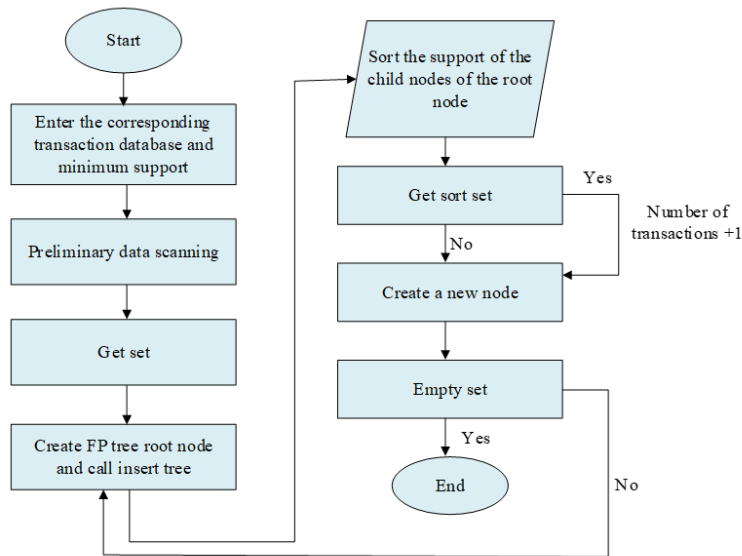 Start
Enter the corresponding
transaction database and
minimum support
Preliminary data scanning
Get set
Create FP tree root node
and call insert tree
Sort the support of the
child nodes of the root
node
Get sort set
Yes
Number of
transactions +1
No
Create a new node
Empty set
Yes
No
End